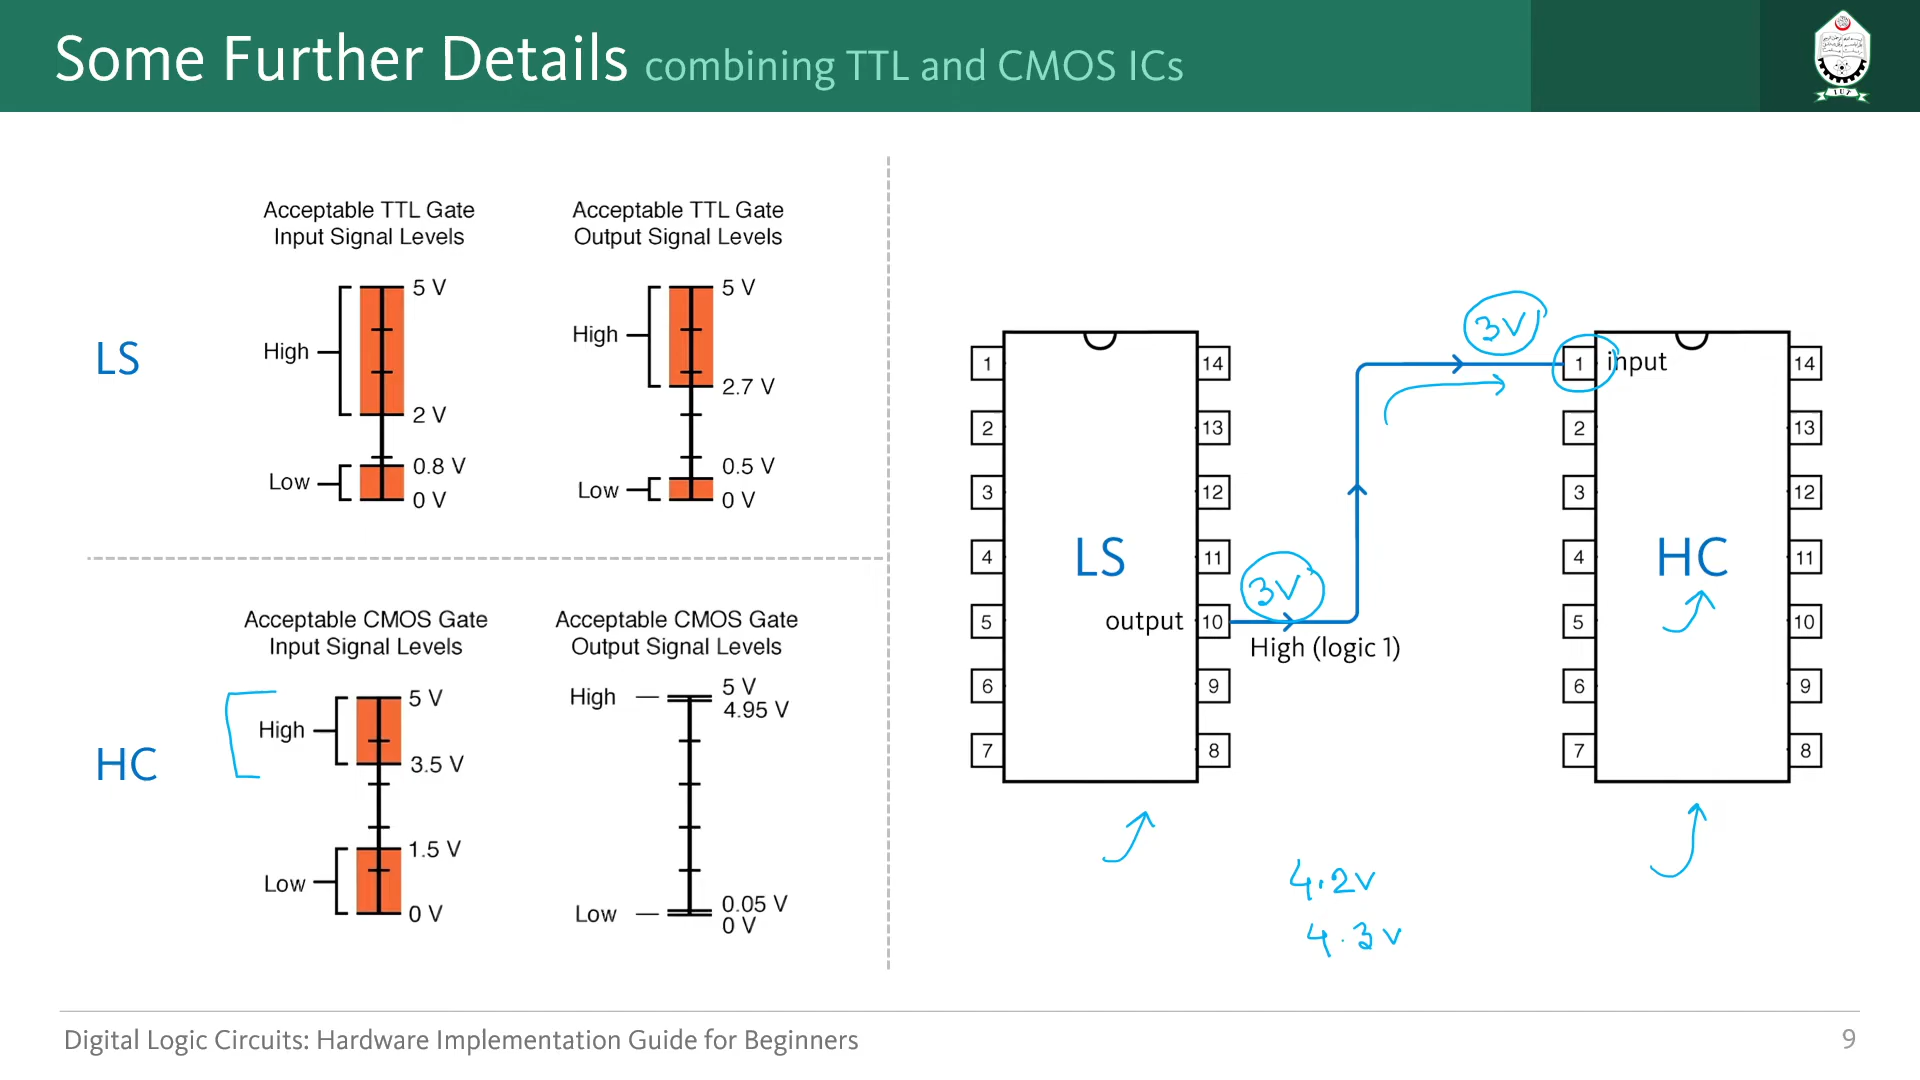 Some Further Details combining TTL and CMOS ICs
Acceptable TTL Gate
Input Signal Levels
Acceptable TTL Gate
Output Signal Levels
LS
High
5 V
2 V
Low
0.8 V
0 V
High
5 V
2.7 V
Low
0.5 V
0 V
HC
Acceptable CMOS Gate
Input Signal Levels
Acceptable CMOS Gate
Output Signal Levels
High
5 V
3.5 V
Low
1.5 V
0 V
High
5 V
4.95 V
Low
0.05 V
0 V
1
2
3
4
5
6
7
LS
output
14
13
12
11
10
9
8
3V
High (logic 1)
3V
1
2
3
4
5
6
7
input
HC
14
13
12
11
10
9
8
4.2v
4.3v
Digital Logic Circuits: Hardware Implementation Guide for Beginners
9